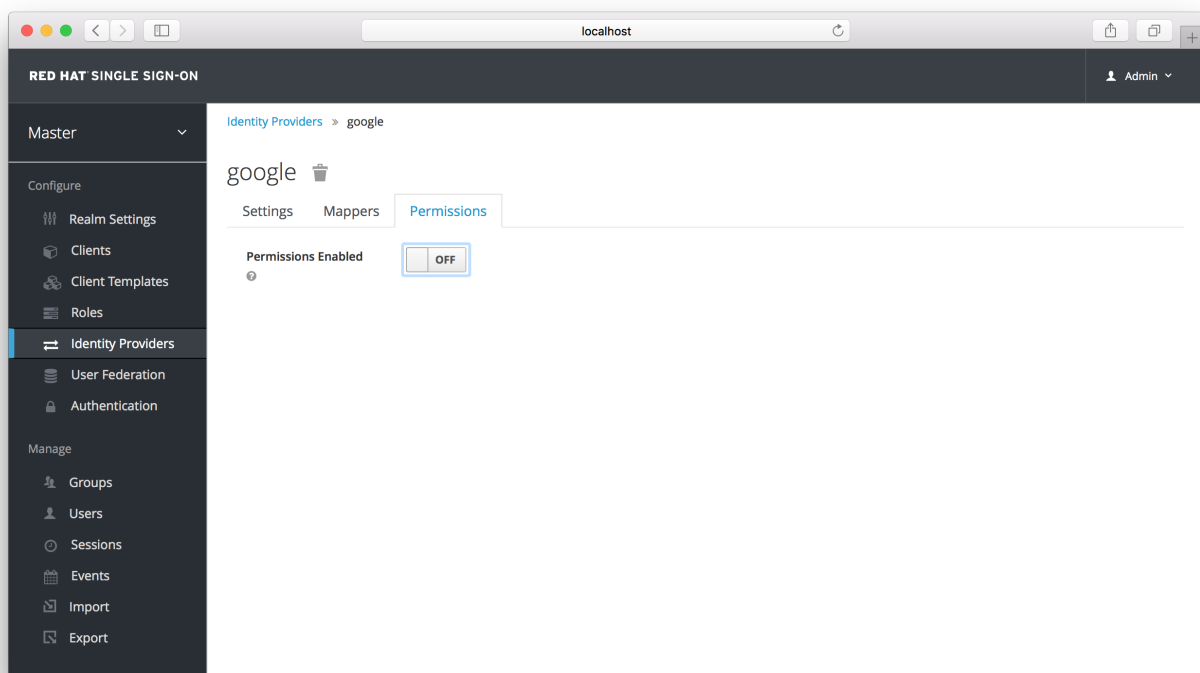 localhost
RED HAT SINGLE SIGN-ON
Admin
Master
Identity Providers » google
google
Settings Mappers Permissions
Permissions Enabled
OFF
Configure
Realm Settings
Clients
Client Templates
Roles
Identity Providers
User Federation
Authentication
Manage
Groups
Users
Sessions
Events
Import
Export